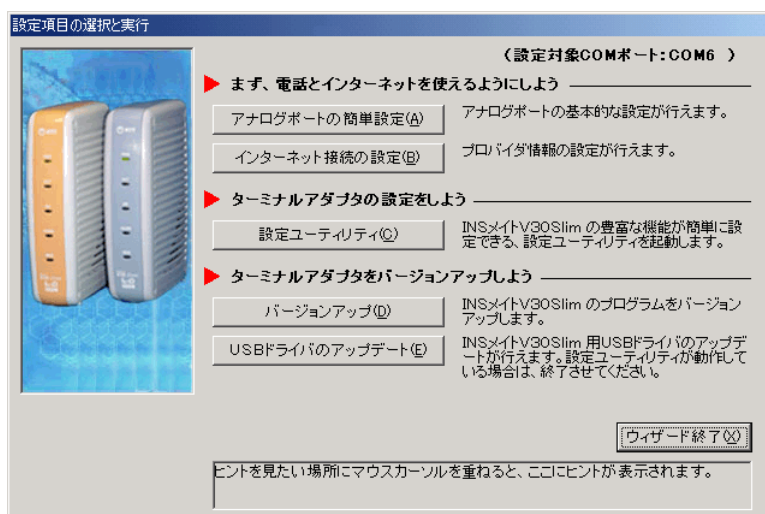 設定項目の選択と実行
(設定対象COMポート:COM6 )
まず、電話とインターネットを使えるようにしよう
アナログポートの簡単設定(A)
アナログポートの基本的な設定が行えます。
インターネット接続の設定(B)
プロバイダ情報の設定が行えます。
ターミナルアダプタの設定をしよう
設定ユーティリティ(C)
INSメイトV30Slim の豊富な機能が簡単に設
定できる、設定ユーティリティを起動します。
ターミナルアダプタをバージョンアップしよう
バージョンアップ(D)
INSメイトV30Slim のプログラムをバージョン
アップします。
USBドライバのアップデート(E)
INSメイトV30Slim 用USBドライバのアップデ
ートが行えます。設定ユーティリティが動作して
いる場合は、終了させてください。
ウィザード終了(X)
ヒントを見たい場所にマウスカーソルを重ねると、ここにヒントが表示されます。